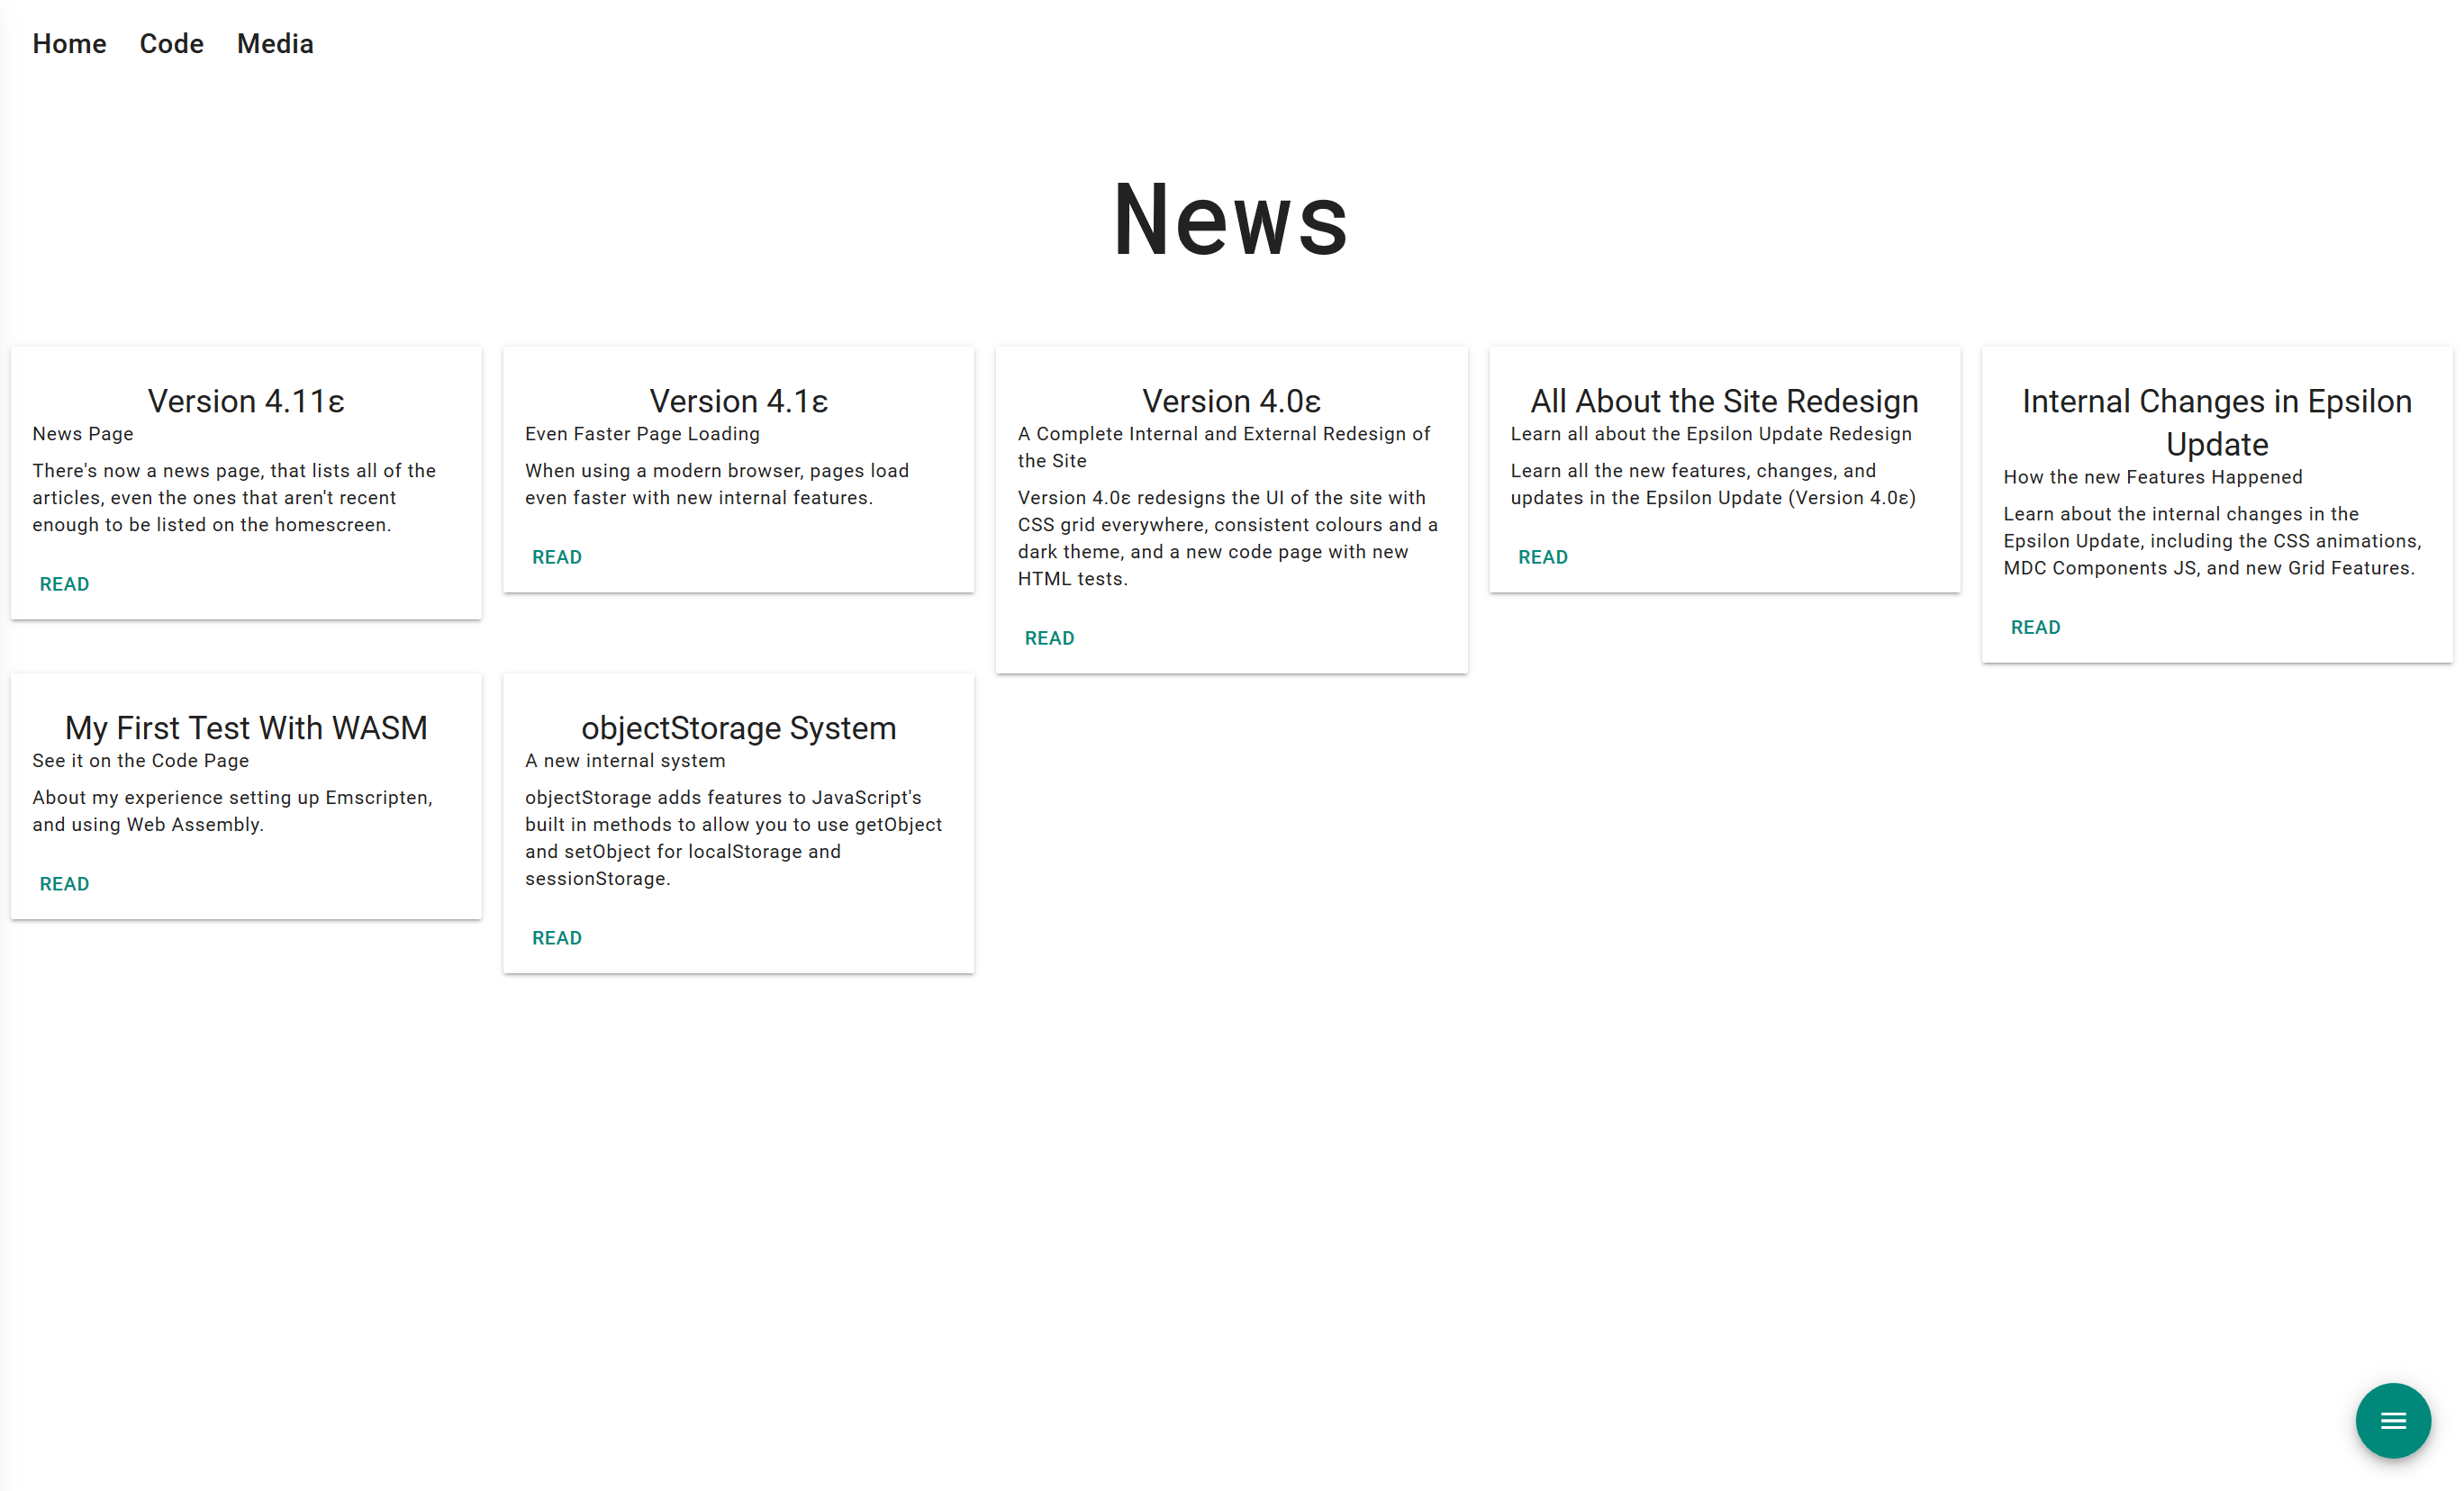 Home Code Media
News
Version 4.11ε
News Page
There's now a news page, that lists all of the
articles, even the ones that aren't recent
enough to be listed on the homescreen.
READ
Version 4.1ε
Even Faster Page Loading
When using a modern browser, pages load
even faster with new internal features.
READ
Version 4.0ε
A Complete Internal and External Redesign of
the Site
Version 4.0ε redesigns the UI of the site with
CSS grid everywhere, consistent colours and a
dark theme, and a new code page with new
HTML tests.
READ
All About the Site Redesign
Learn all about the Epsilon Update Redesign
Learn all the new features, changes, and
updates in the Epsilon Update (Version 4.0ε)
READ
Internal Changes in Epsilon
Update
How the new Features Happened
Learn about the internal changes in the
Epsilon Update, including the CSS animations,
MDC Components JS, and new Grid Features.
READ
My First Test With WASM
See it on the Code Page
About my experience setting up Emscripten,
and using Web Assembly.
READ
objectStorage System
A new internal system
objectStorage adds features to JavaScript's
built in methods to allow you to use getObject
and setObject for localStorage and
sessionStorage.
READ